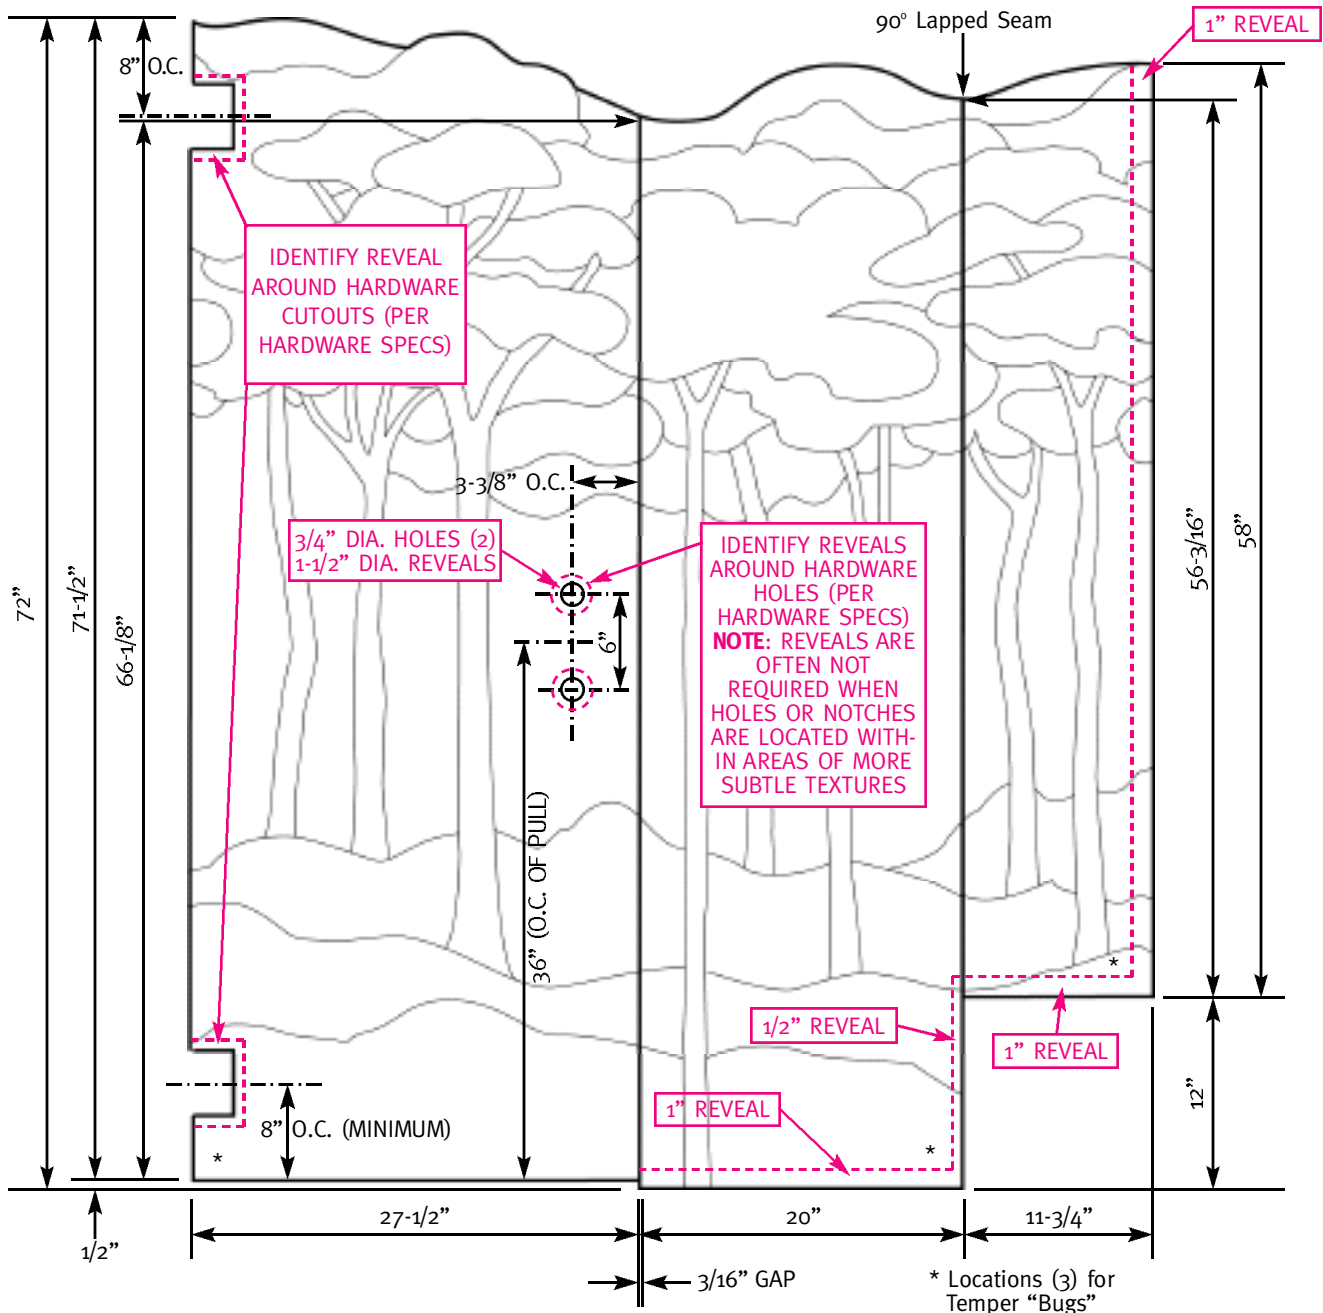 90° Lapped Seam
1” REVEAL
8” O.C.
IDENTIFY REVEAL
AROUND HARDWARE
CUTOUTS (PER
HARDWARE SPECS)
3-3/8” O.C.
3/4” DIA. HOLES (2)
1-1/2” DIA. REVEALS
IDENTIFY REVEALS
AROUND HARDWARE
HOLES (PER
HARDWARE SPECS)
NOTE: REVEALS ARE
OFTEN NOT
REQUIRED WHEN
HOLES OR NOTCHES
ARE LOCATED WITH-
IN AREAS OF MORE
SUBTLE TEXTURES
72”
71-1/2”
66-1/8”
6”
56-3/16”
58”
36” (O.C. OF PULL)
*
1/2” REVEAL
1” REVEAL
12”
1” REVEAL
8” O.C. (MINIMUM)
*
*
27-1/2”
20”
11-3/4”
1/2”
3/16” GAP
* Locations (3) for
Temper “Bugs”